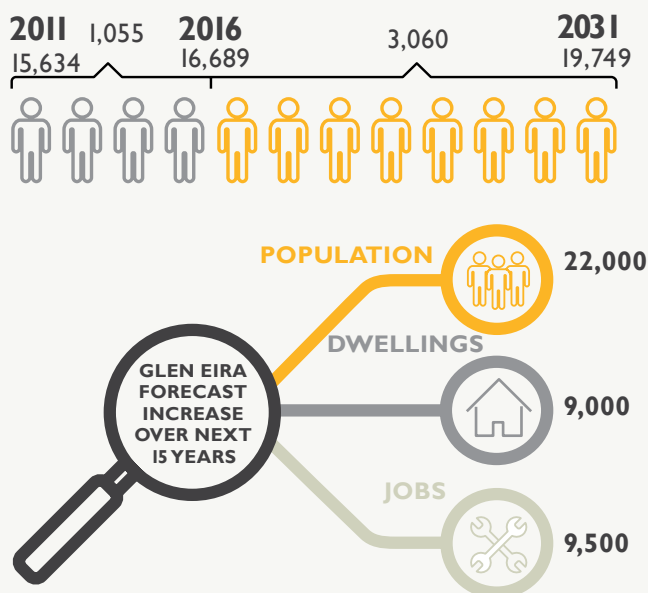 2011 1,055 2016 3,060 2031
15,634 16,689 19,749
POPULATION 22,000
DWELLINGS
GLEN EIRA
FORECAST
INCREASE
OVER NEXT
15 YEARS
9,000
JOBS
9,500